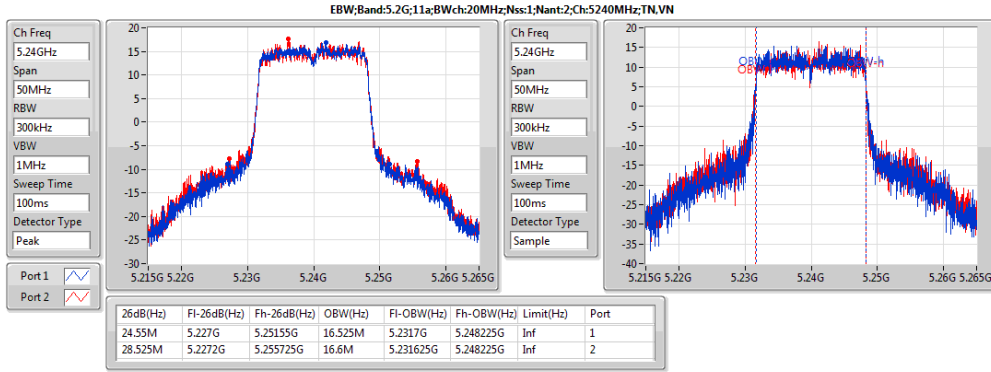 EBW;Band:5.2G;11a;BWch:20MHz;Nss:1;Nant:2;Ch:5240MHz;TN,VN
Ch Freq
5.24GHz
Span
50MHz
RBW
300kHz
VBW
1MHz
Sweep Time
100ms
Detector Type
Peak
Port 1
Port 2
20
15
10
5
0
-5
-10
-15
-20
-25
-30
5.215G 5.22G 5.23G 5.24G 5.25G 5.26G 5.265G
Ch Freq
5.24GHz
Span
50MHz
RBW
300kHz
VBW
1MHz
Sweep Time
100ms
Detector Type
Sample
20
15
10
5
0
-5
-10
-15
-20
-25
-30
-35
-40
5.215G 5.22G 5.23G 5.24G 5.25G 5.26G 5.265G
26dB(Hz) Fl-26dB(Hz) Fh-26dB(Hz) OBW(Hz) Fl-OBW(Hz) Fh-OBW(Hz) Limit(Hz) Port
24.55M 5.227G 5.25155G 16.525M 5.2317G 5.248225G Inf 1
28.525M 5.2272G 5.255725G 16.6M 5.231625G 5.248225G Inf 2